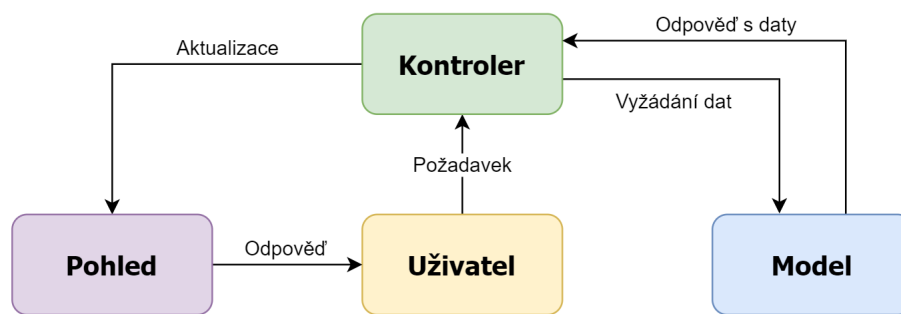 Odpověď s daty
Aktualizace
Kontroler
Vyžádání dat
Požadavek
Odpověď
Pohled
Uživatel
Model